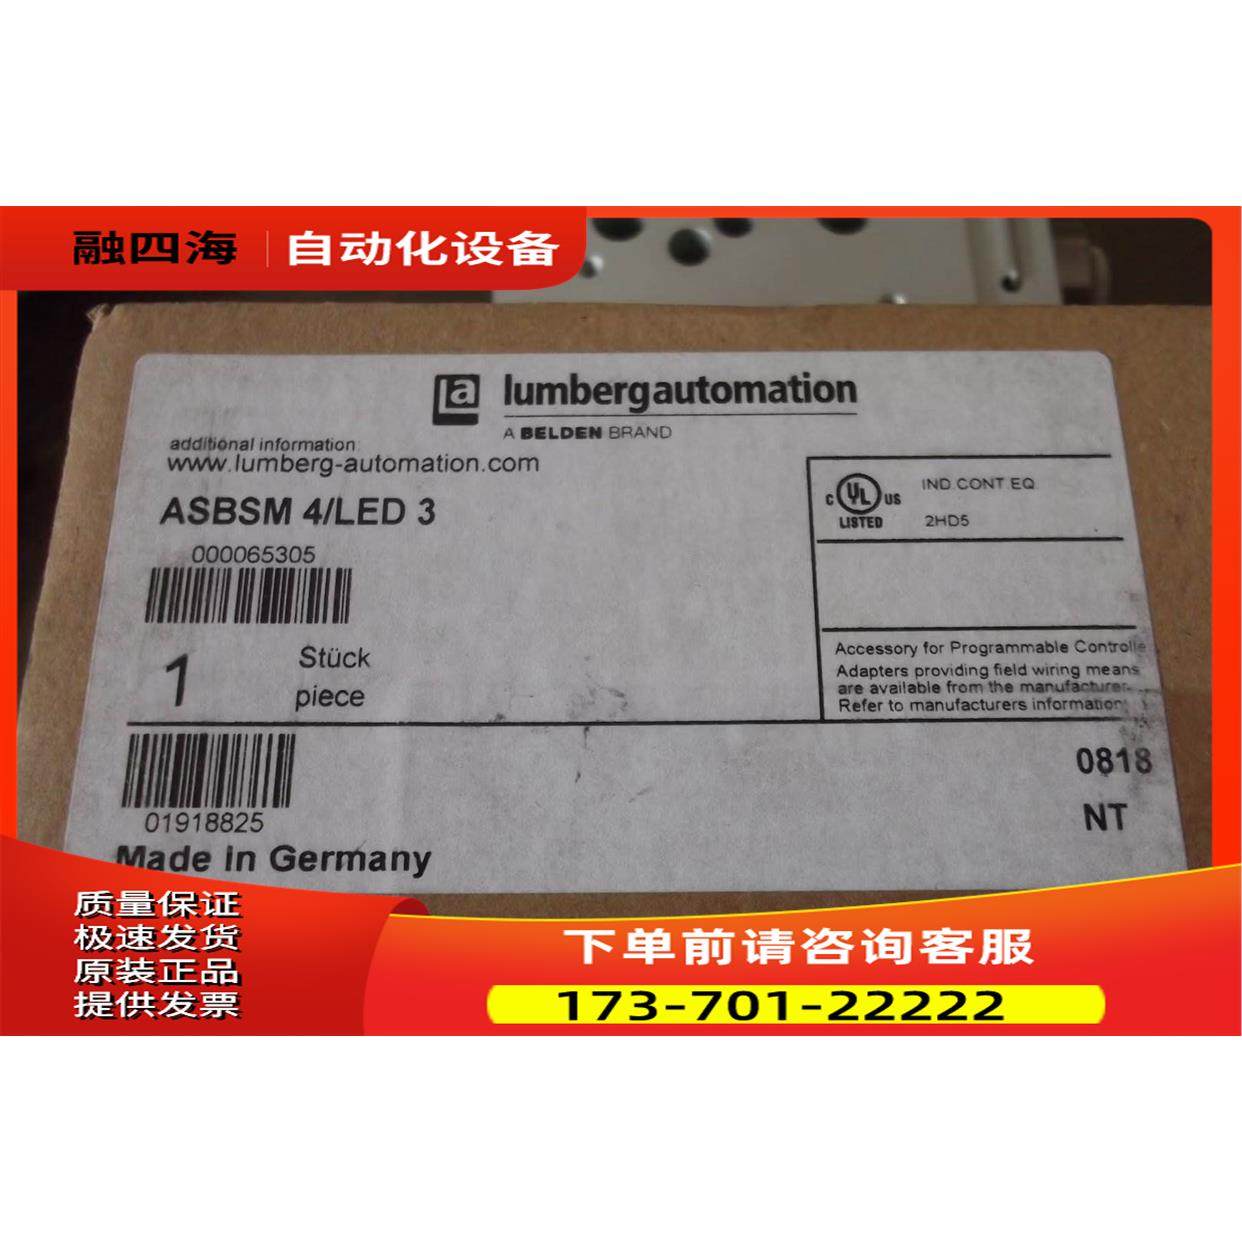 融四海 自动化设备
a lumbergautomation
A BELDEN BRAND
additional information:
www.lumberg-automation.com
ASBSM 4/LED 3
000065305
1 Stück
piece
c UL US
LISTED
IND CONT EQ
2HD5
Accessory for Programmable Controlle
Adapters providing field wiring means
are available from the manufacturer.
Refer to manufacturers information
01918825
Made in Germany
0818
NT
质量保证
极速发货
原装正品
提供发票
下单前请咨询客服
173-701-22222